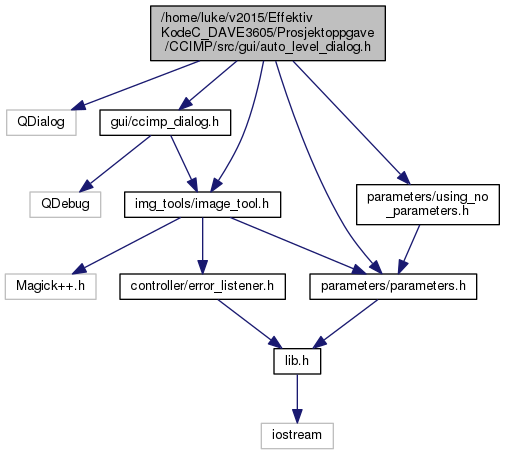 /home/luke/v2015/Effektiv
KodeC_DAVE3605/Prosjektoppgave
/CCIMP/src/gui/auto_level_dialog.h
QDialog
gui/ccimp_dialog.h
QDebug
img_tools/image_tool.h
parameters/using_no
_parameters.h
Magick++.h
controller/error_listener.h
parameters/parameters.h
lib.h
iostream